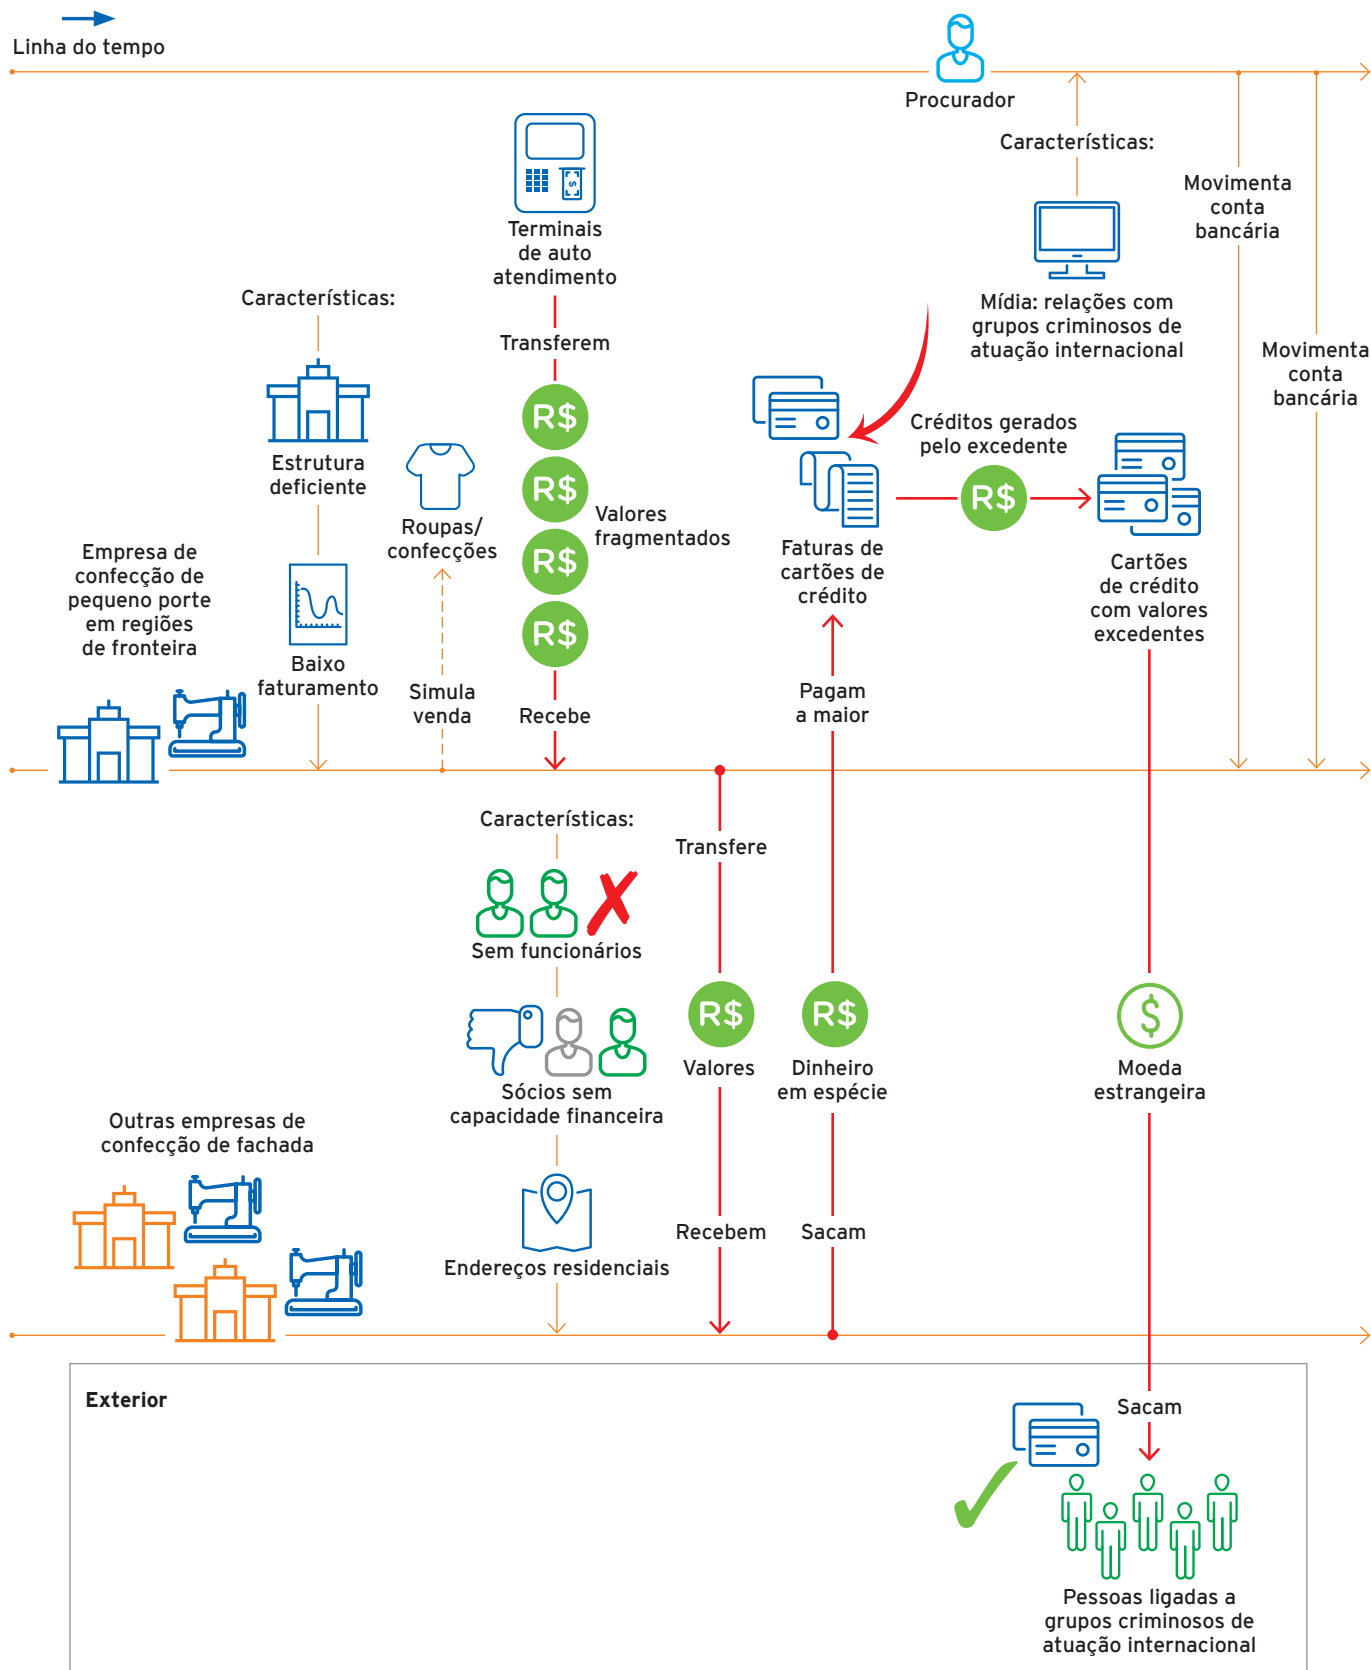 Linha do tempo
Procurador
Características:
Mídia: relações com
grupos criminosos de
atuação internacional
Movimenta
conta
bancária
Movimenta
conta
bancária
Terminais
de auto
atendimento
Transferem
R$
R$
R$
R$
Valores
fragmentados
Recebe
Características:
Estrutura
deficiente
Baixo
faturamento
Roupas/
confecções
Simula
venda
Empresa de
confecção de
pequeno porte
em regiões
de fronteira
Créditos gerados
pelo excedente
R$
Faturas de
cartões de
crédito
Cartões
de crédito
com valores
excedentes
Pagam
a maior
Características:
Sem funcionários
Sócios sem
capacidade financeira
Endereços residenciais
Transfere
R$
Valores
Recebem
R$
Dinheiro
em espécie
Sacam
$
Moeda
estrangeira
Outras empresas de
confecção de fachada
Exterior
Sacam
Pessoas ligadas a
grupos criminosos de
atuação internacional